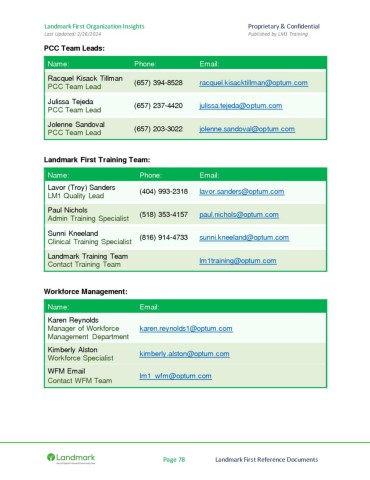 Landmark First Organization Insights Proprietary & Confidential
Last Updated: 2/26/2024 Published by LM1 Training
PCC Team Leads:
Name: Phone: Email:
Racquel Kisack Tillman
PCC Team Lead (657) 394-8528 racquel.kisacktillman@optum.com
Julissa Tejeda
PCC Team Lead (657) 237-4420 julissa.tejeda@optum.com
Jolenne Sandoval
PCC Team Lead (657) 203-3022 jolenne.sandoval@optum.com
Landmark First Training Team:
Name: Phone: Email:
Lavor (Troy) Sanders
LM1 Quality Lead (404) 993-2318 lavor.sanders@optum.com
Paul Nichols
Admin Training Specialist (518) 353-4157 paul.nichols@optum.com
Sunni Kneeland
Clinical Training Specialist (816) 914-4733 sunni.kneeland@optum.com
Landmark Training Team
Contact Training Team lm1training@optum.com
Workforce Management:
Name: Email:
Karen Reynolds
Manager of Workforce
Management Department karen.reynolds1@optum.com
Kimberly Alston
Workforce Specialist kimberly.alston@optum.com
WFM Email
Contact WFM Team lm1_wfm@optum.com
Landmark Page 78 Landmark First Reference Documents